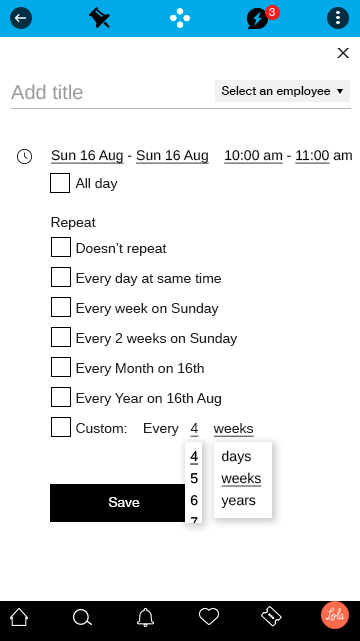 3
Add title
Select an employee
Sun 16 Aug - Sun 16 Aug 10:00 am - 11:00 am
All day
Repeat
Doesn't repeat
Every day at same time
Every week on Sunday
Every 2 weeks on Sunday
Every Month on 16th
Every Year on 16th Aug
Custom: Every 4 weeks
4 days
5 weeks
6 years
7
Save
Lola